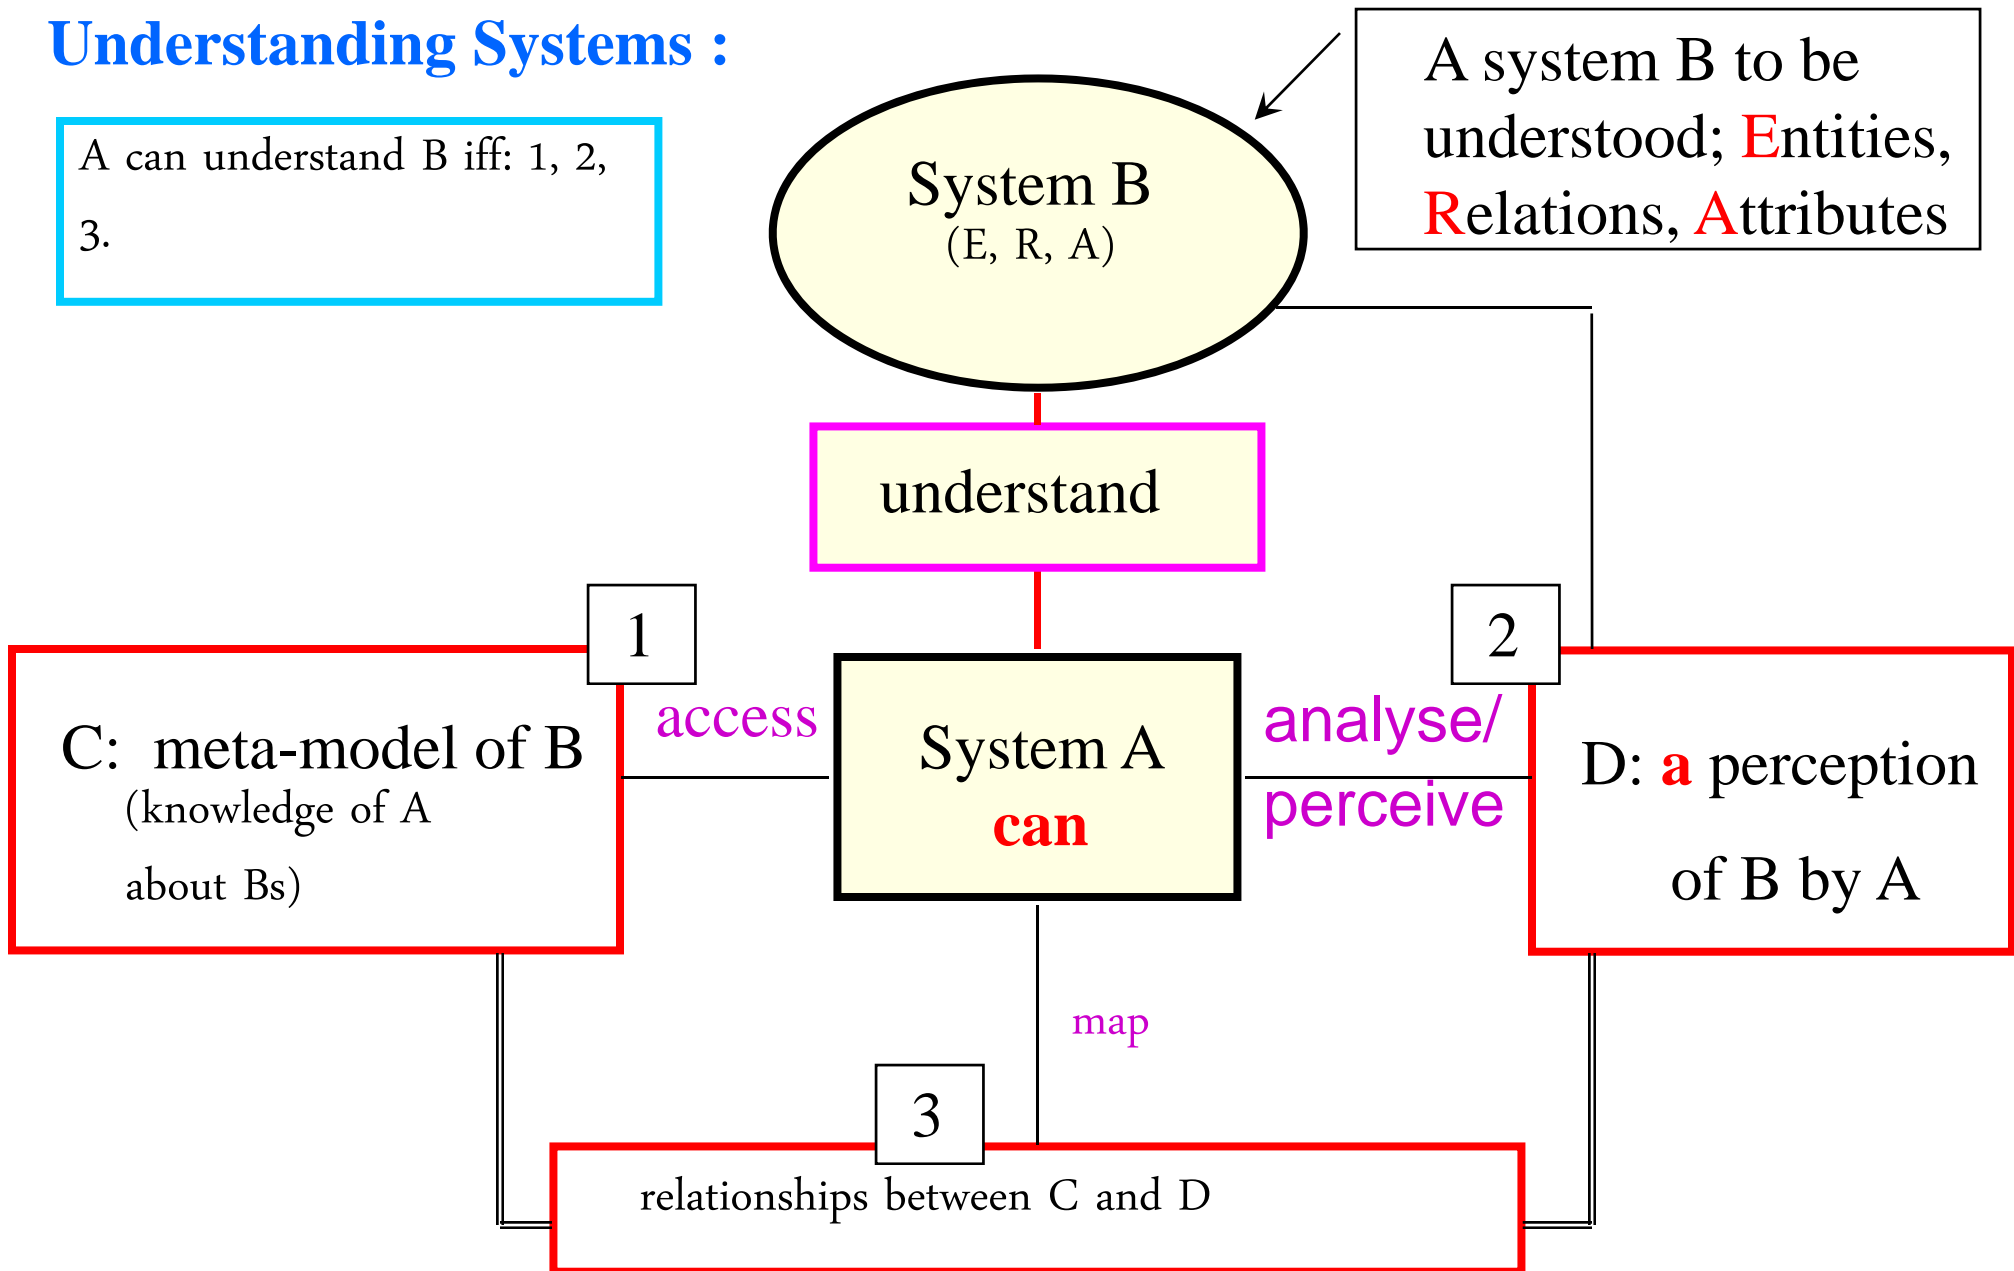 Understanding Systems :
A can understand B iff: 1, 2,
3.
System B
(E, R, A)
A system B to be
understood; Entities,
Relations, Attributes
understand
1
C: meta-model of B
(knowledge of A
about Bs)
access
System A
can
analyse/
perceive
2
D: a perception
of B by A
map
3
relationships between C and D